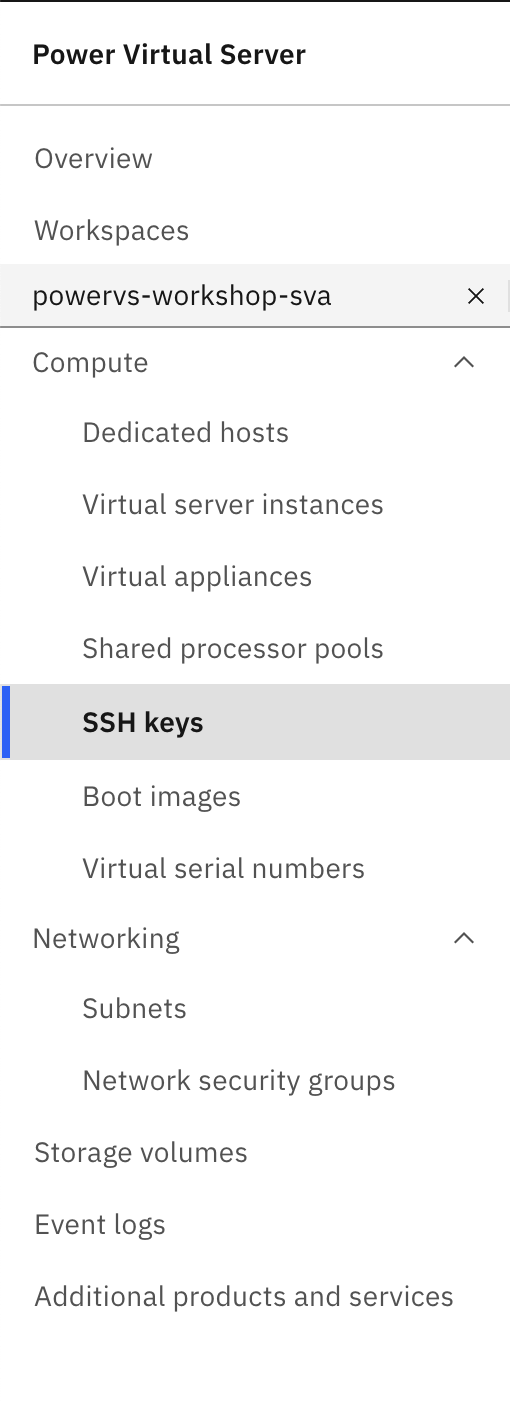 Power Virtual Server
Overview
Workspaces
powervs-workshop-sva
Compute
Dedicated hosts
Virtual server instances
Virtual appliances
Shared processor pools
SSH keys
Boot images
Virtual serial numbers
Networking
Subnets
Network security groups
Storage volumes
Event logs
Additional products and services